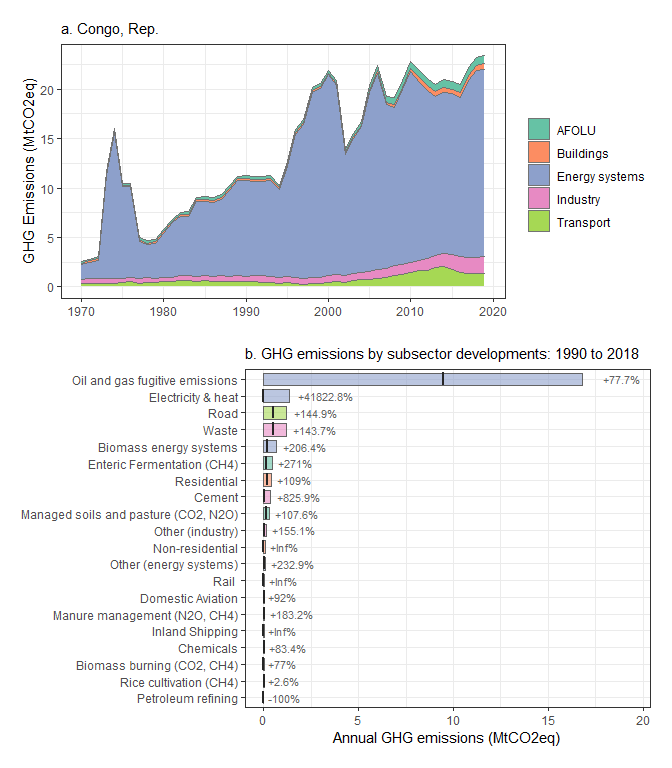 a. Congo, Rep.
GHG Emissions (MtCO2eq)
20
15
10
5
0
1970 1980 1990 2000 2010 2020
AFOLU
Buildings
Energy systems
Industry
Transport
b. GHG emissions by subsector developments: 1990 to 2018
Oil and gas fugitive emissions +77.7%
Electricity & heat +41822.8%
Road +144.9%
Waste +143.7%
Biomass energy systems +206.4%
Enteric Fermentation (CH4) +271%
Residential +109%
Cement +825.9%
Managed soils and pasture (CO2, N2O) +107.6%
Other (industry) +155.1%
Non-residential +Inf%
Other (energy systems) +232.9%
Rail +Inf%
Domestic Aviation +92%
Manure management (N2O, CH4) +183.2%
Inland Shipping +Inf%
Chemicals +83.4%
Biomass burning (CO2, CH4) +77%
Rice cultivation (CH4) +2.6%
Petroleum refining -100%
0 5 10 15 20
Annual GHG emissions (MtCO2eq)